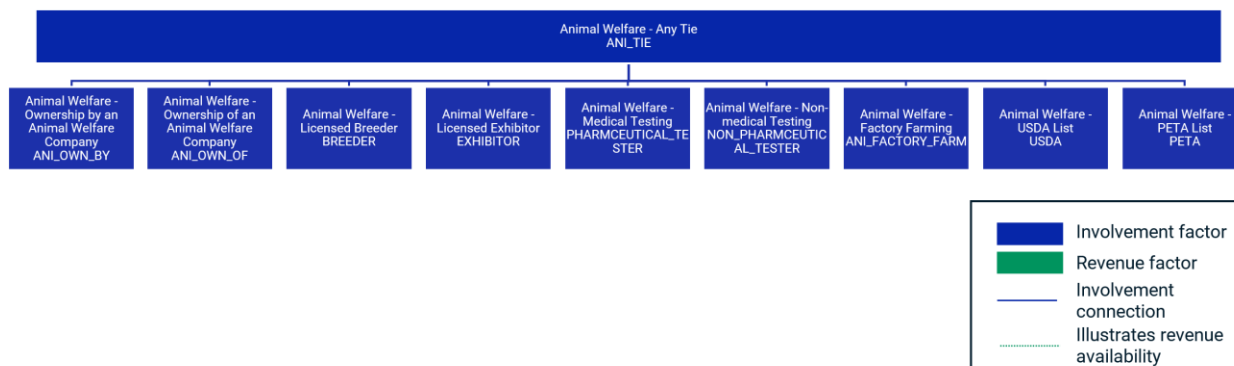 Animal Welfare - Any Tie
ANI_TIE
Animal Welfare -
Ownership by an
Animal Welfare
Company
ANI_OWN_BY
Animal Welfare -
Ownership of an
Animal Welfare
Company
ANI_OWN_OF
Animal Welfare -
Licensed Breeder
BREEDER
Animal Welfare -
Licensed Exhibitor
EXHIBITOR
Animal Welfare -
Medical Testing
PHARMCEUTICAL_TE
STER
Animal Welfare - Non-
medical Testing
NON_PHARMCEUTIC
AL_TESTER
Animal Welfare -
Factory Farming
ANI_FACTORY_FARM
Animal Welfare -
USDA List
USDA
Animal Welfare -
PETA List
PETA
Involvement factor
Revenue factor
Involvement
connection
Illustrates revenue
availability